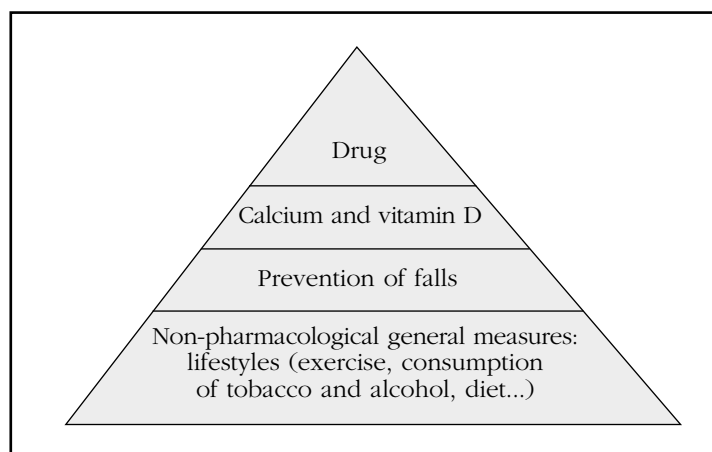 Drug
Calcium and vitamin D
Prevention of falls
Non-pharmacological general measures:
lifestyles (exercise, consumption
of tobacco and alcohol, diet...)